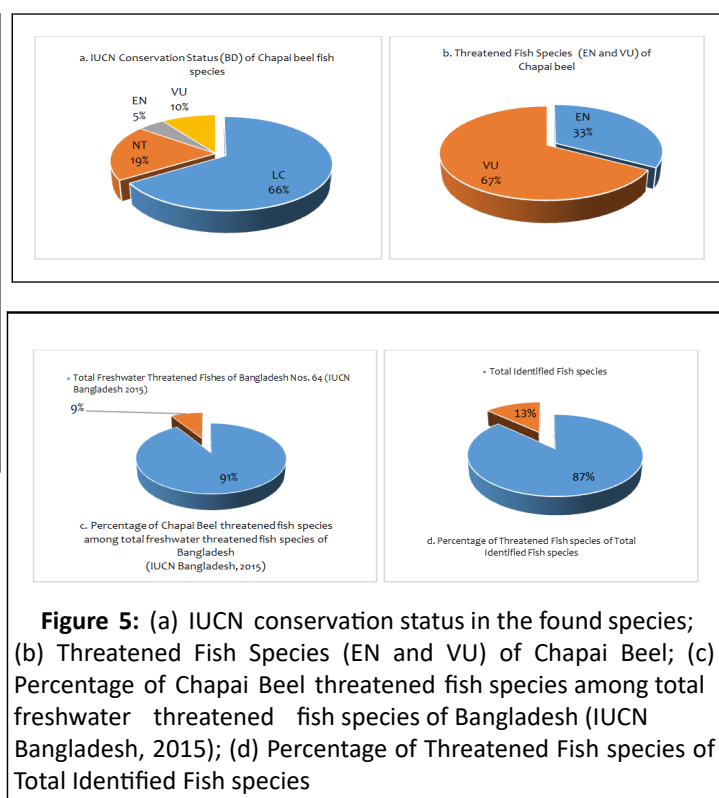 a. IUCN Conservation Status (BD) of Chapai beel fish
species
EN
5%
VU
10%
NT
19%
LC
66%
b. Threatened Fish Species (EN and VU) of
Chapai beel
EN
33%
VU
67%
Total Freshwater Threatened Fishes of Bangladesh Nos. 64 (IUCN
Bangladesh 2015)
9%
91%
c. Percentage of Chapai Beel threatened fish species
among total freshwater threatened fish species of
Bangladesh
(IUCN Bangladesh, 2015)
Total Identified Fish species
13%
87%
d. Percentage of Threatened Fish species of Total
Identified Fish species
Figure 5: (a) IUCN conservation status in the found species;
(b) Threatened Fish Species (EN and VU) of Chapai Beel; (c)
Percentage of Chapai Beel threatened fish species among total
freshwater threatened fish species of Bangladesh (IUCN
Bangladesh, 2015); (d) Percentage of Threatened Fish species of
Total Identified Fish species